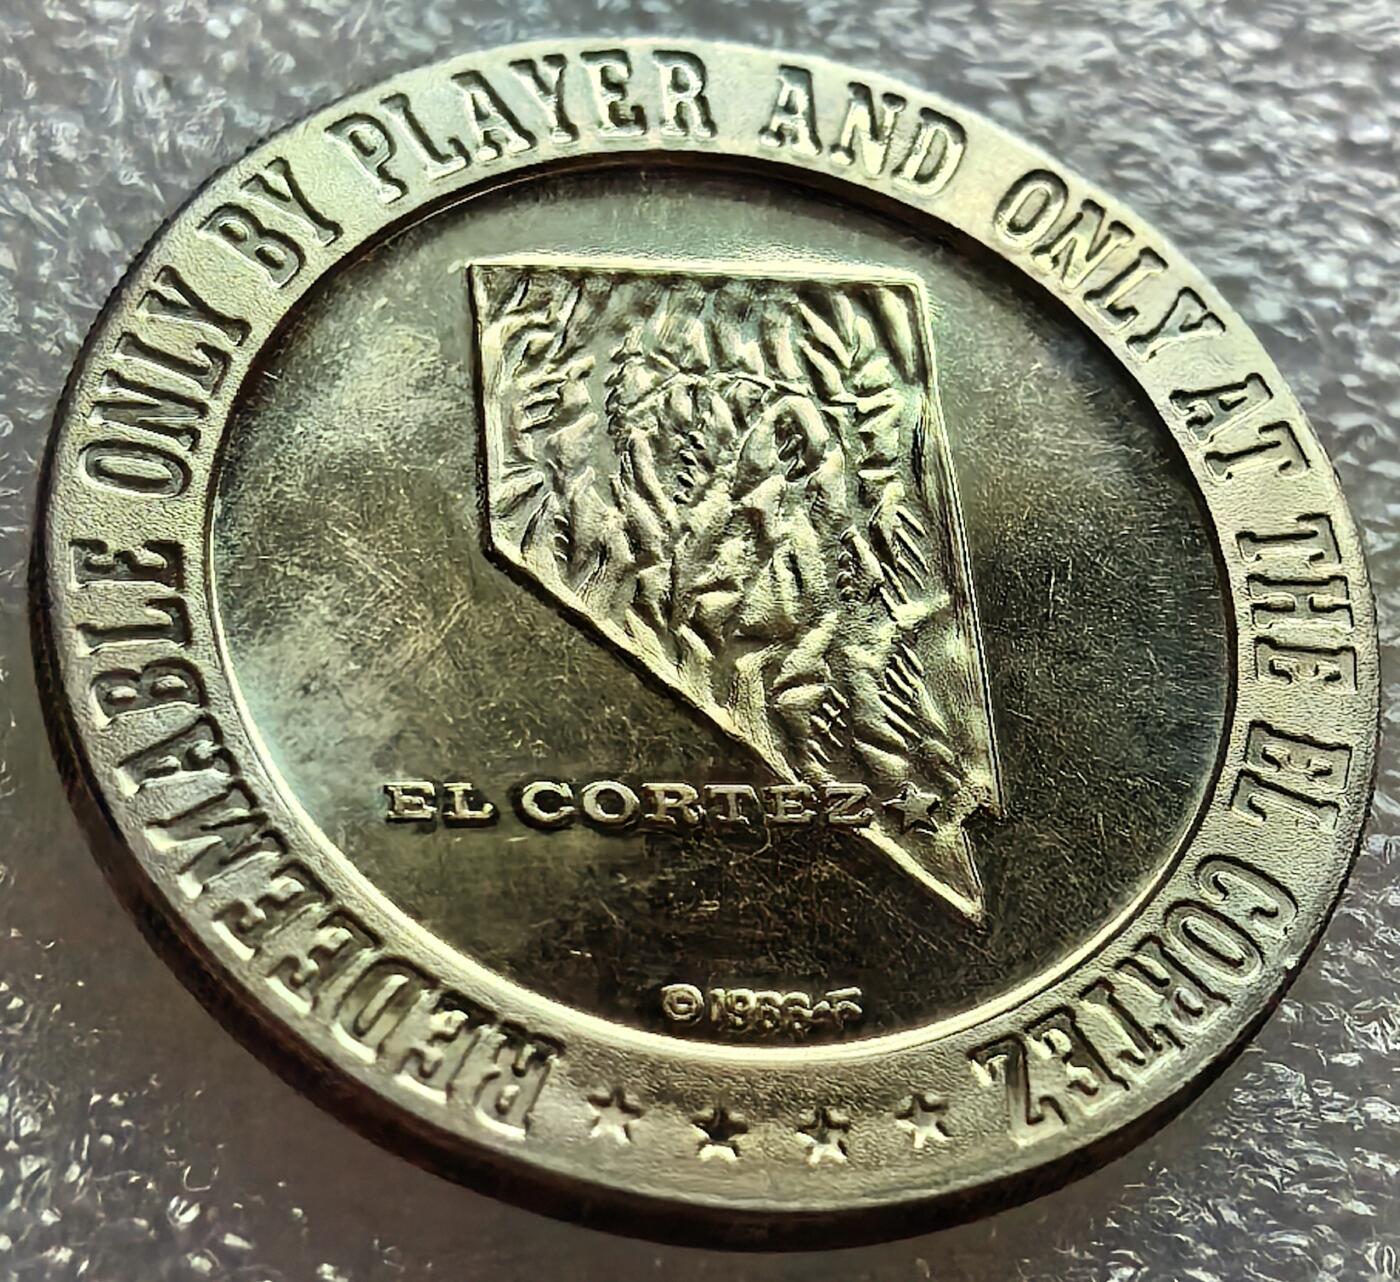 REDEEMABLE ONLY BY PLAYER AND ONLY AT THE EL CORTEZ
EL CORTEZ